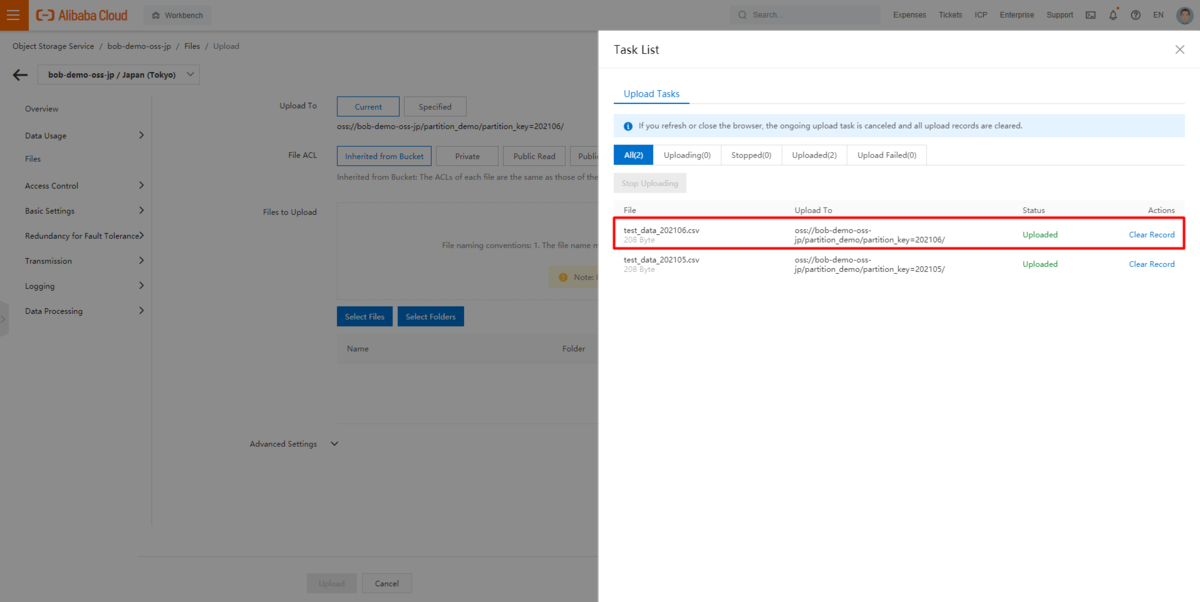 Alibaba Cloud
Workbench
Search...
Expenses
Tickets
ICP
Enterprise
Support
EN
Object Storage Service / bob-demo-oss-jp / Files / Upload
bob-demo-oss-jp / Japan (Tokyo)
Overview
Data Usage
Files
Access Control
Basic Settings
Redundancy for Fault Tolerance
Transmission
Logging
Data Processing
Upload To
Current
Specified
oss://bob-demo-oss-jp/partition_demo/partition_key=202106/
File ACL
Inherited from Bucket
Private
Public Read
Inherited from Bucket: The ACLs of each file are the same as those of the
Files to Upload
File naming conventions: 1. The file name
Note:
Select Files
Select Folders
Name
Folder
Advanced Settings
Upload
Cancel
Task List
Upload Tasks
If you refresh or close the browser, the ongoing upload task is canceled and all upload records are cleared.
All(2)
Uploading(0)
Stopped(0)
Uploaded(2)
Upload Failed(0)
Stop Uploading
File
Upload To
Status
Actions
test_data_202106.csv
208 Byte
oss://bob-demo-oss-
jp/partition_demo/partition_key=202106/
Uploaded
Clear Record
test_data_202105.csv
208 Byte
oss://bob-demo-oss-
jp/partition_demo/partition_key=202105/
Uploaded
Clear Record